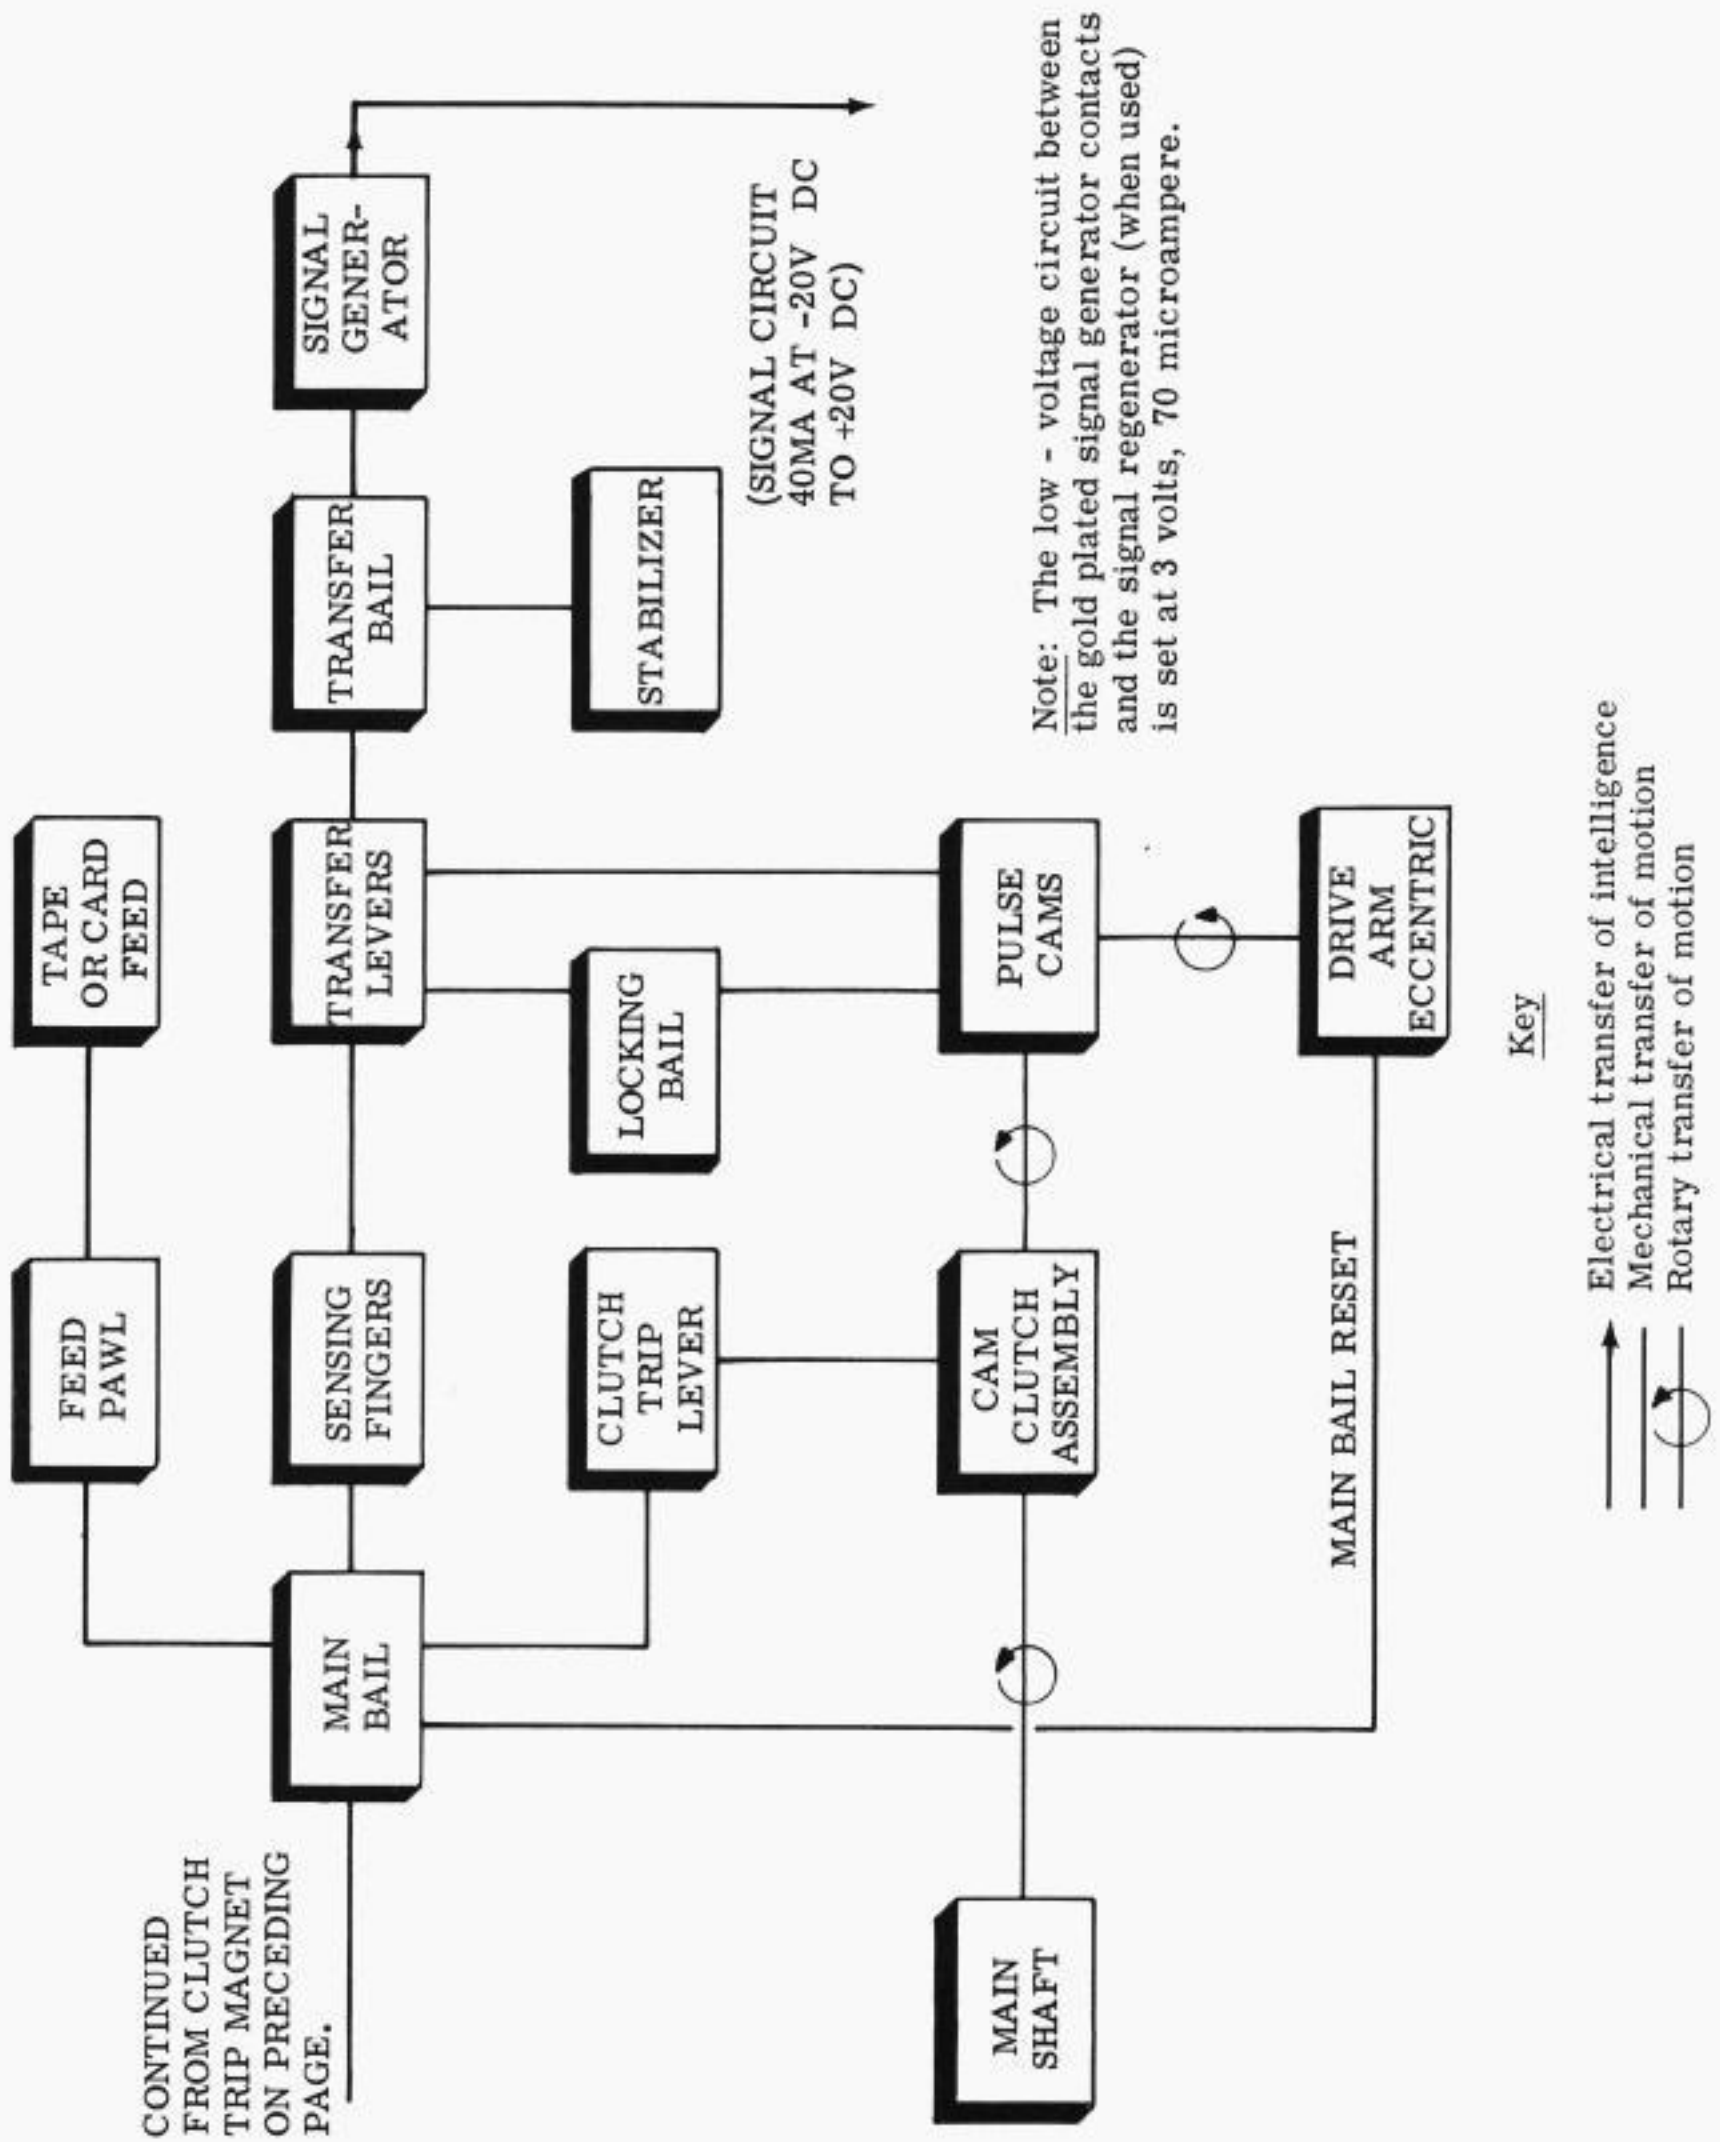 CONTINUED
FROM CLUTCH
TRIP MAGNET
ON PRECEDING
PAGE.
FEED
PAWL
TAPE
OR CARD
FEED
MAIN
BAIL
SENSING
FINGERS
TRANSFER
LEVERS
TRANSFER
BAIL
SIGNAL
GENER-
ATOR
CLUTCH
TRIP
LEVER
LOCKING
BAIL
STABILIZER
(SIGNAL CIRCUIT
40MA AT -20V DC
TO +20V DC)
MAIN
SHAFT
CAM
CLUTCH
ASSEMBLY
PULSE
CAMS
Note: The low - voltage circuit between
the gold plated signal generator contacts
and the signal regenerator (when used)
is set at 3 volts, 70 microampere.
MAIN BAIL RESET
DRIVE
ARM
ECCENTRIC
Key
Electrical transfer of intelligence
Mechanical transfer of motion
Rotary transfer of motion